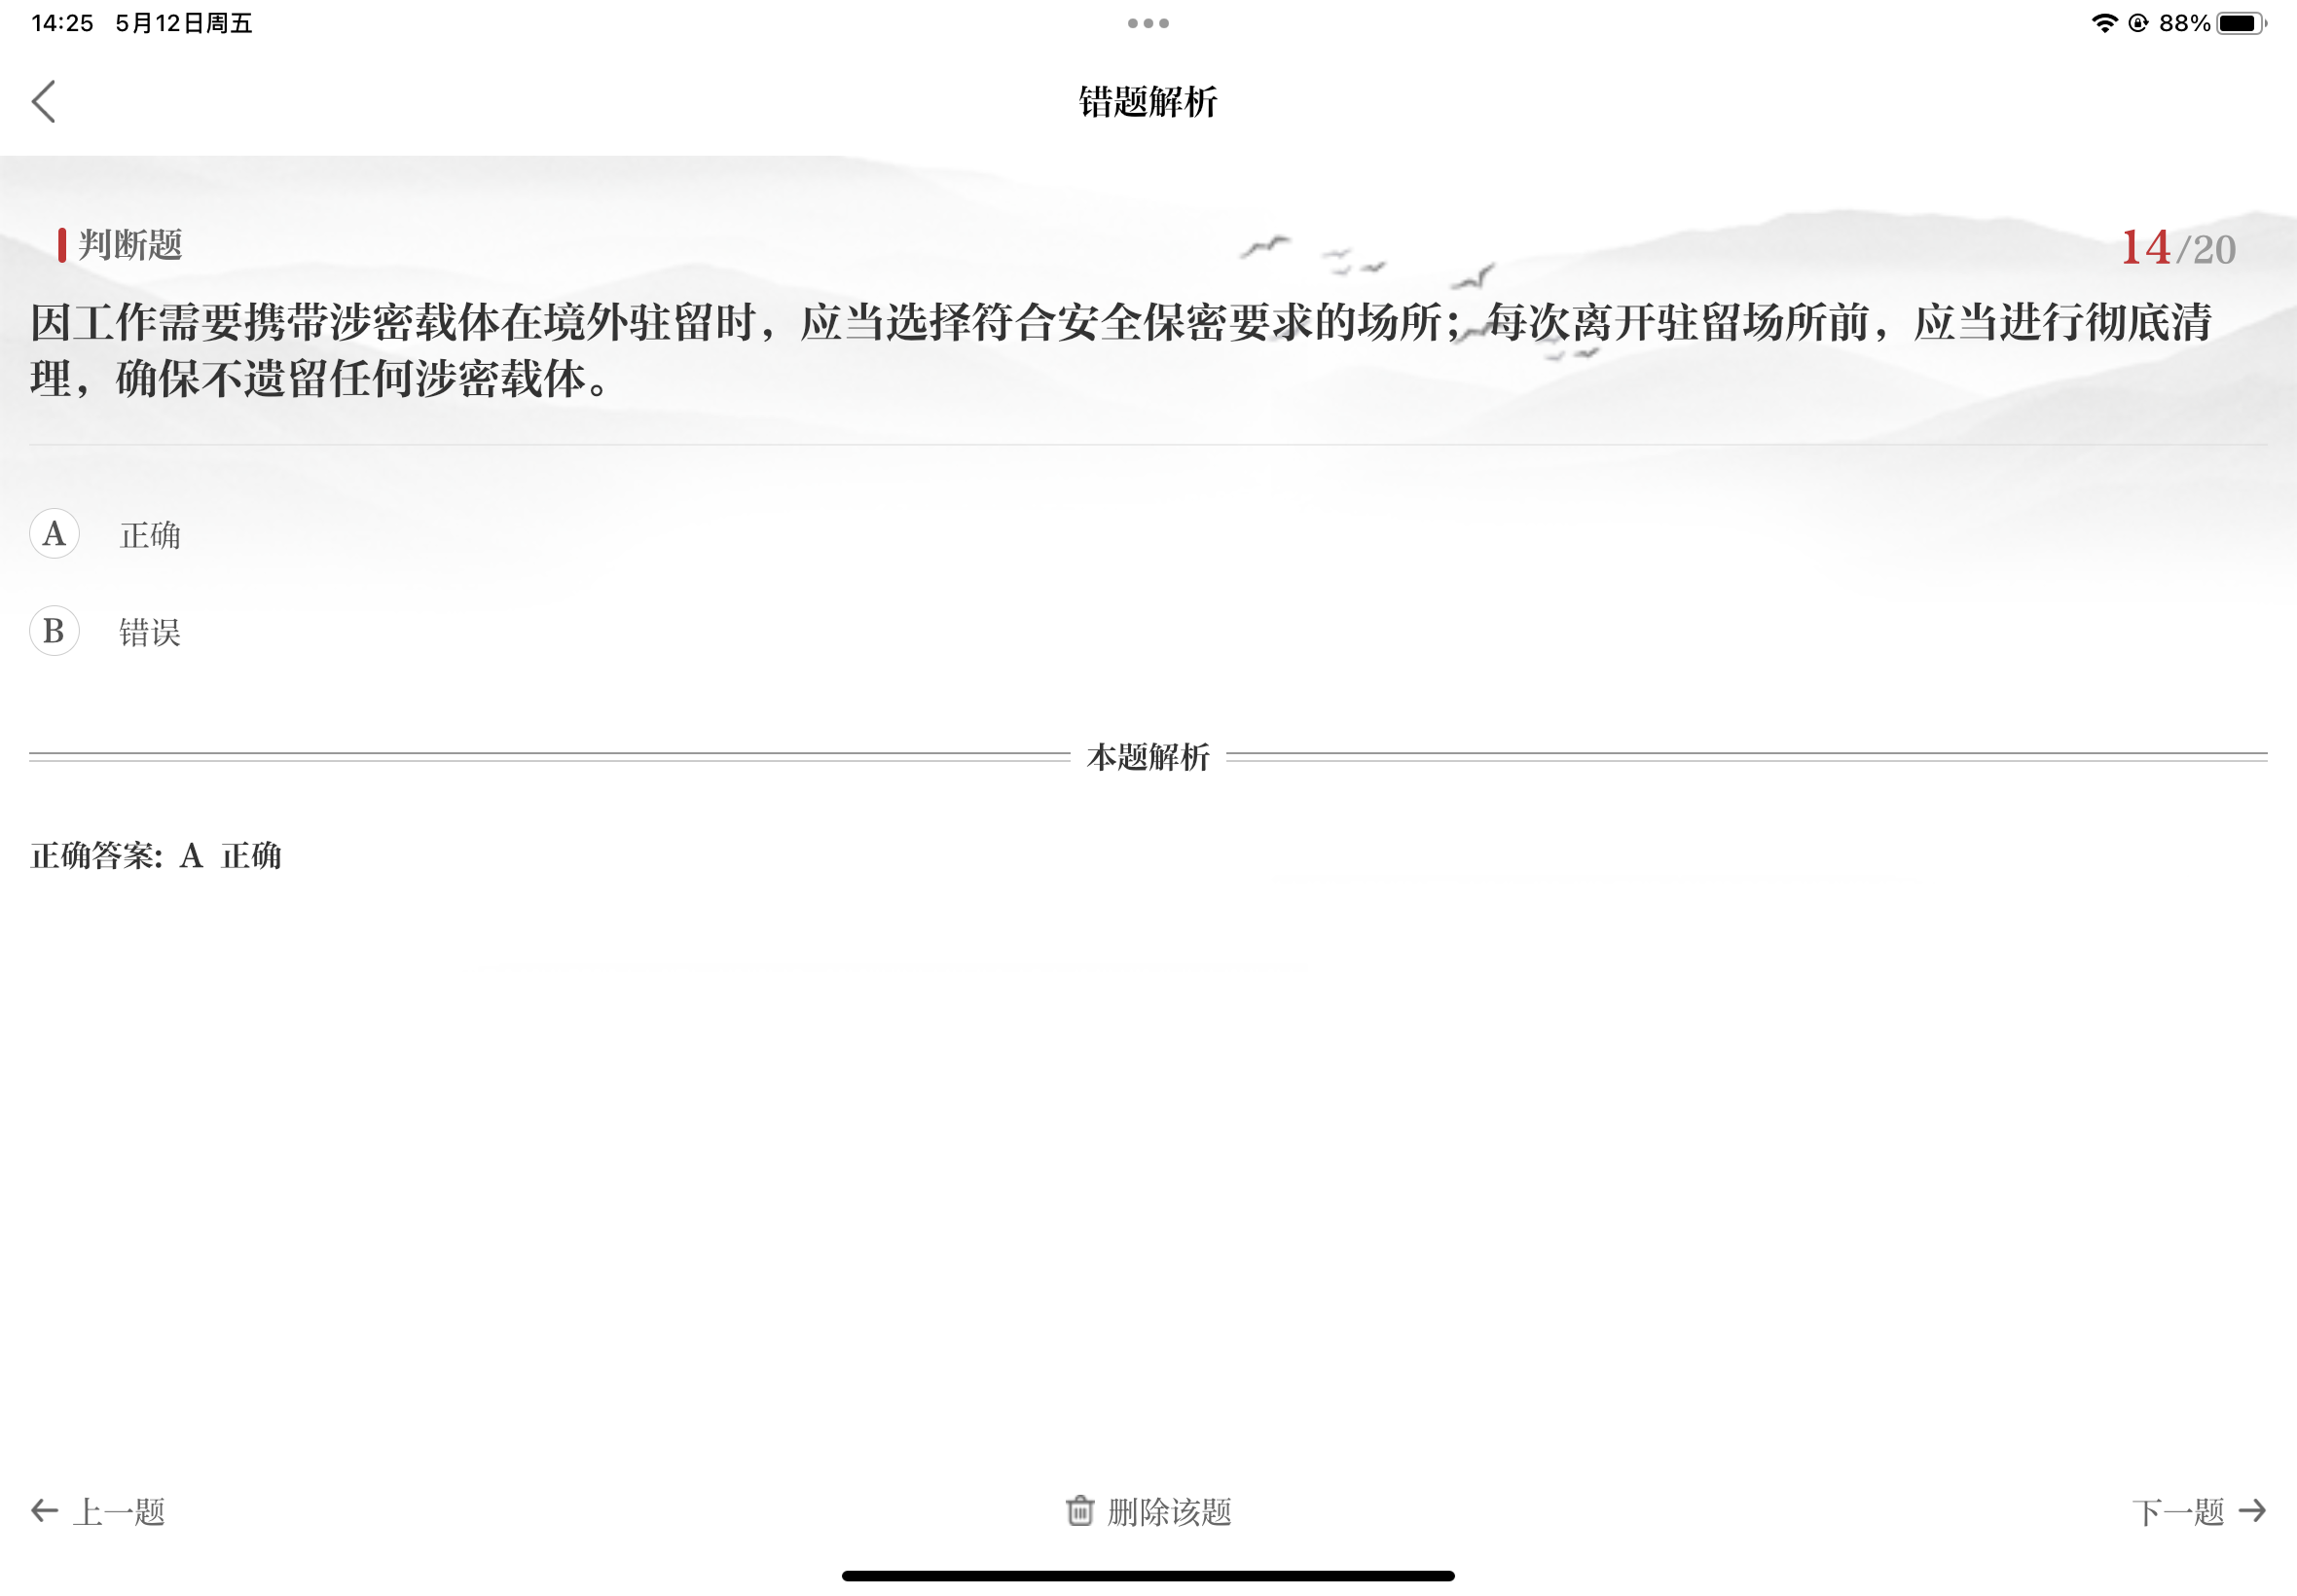 14:25 5月12日周五
88%
错题解析
判断题
14/20
因工作需要携带涉密载体在境外驻留时，应当选择符合安全保密要求的场所；每次离开驻留场所前，应当进行彻底清
理，确保不遗留任何涉密载体。
A 正确
B 错误
本题解析
正确答案: A 正确
上一题
删除该题
下一题